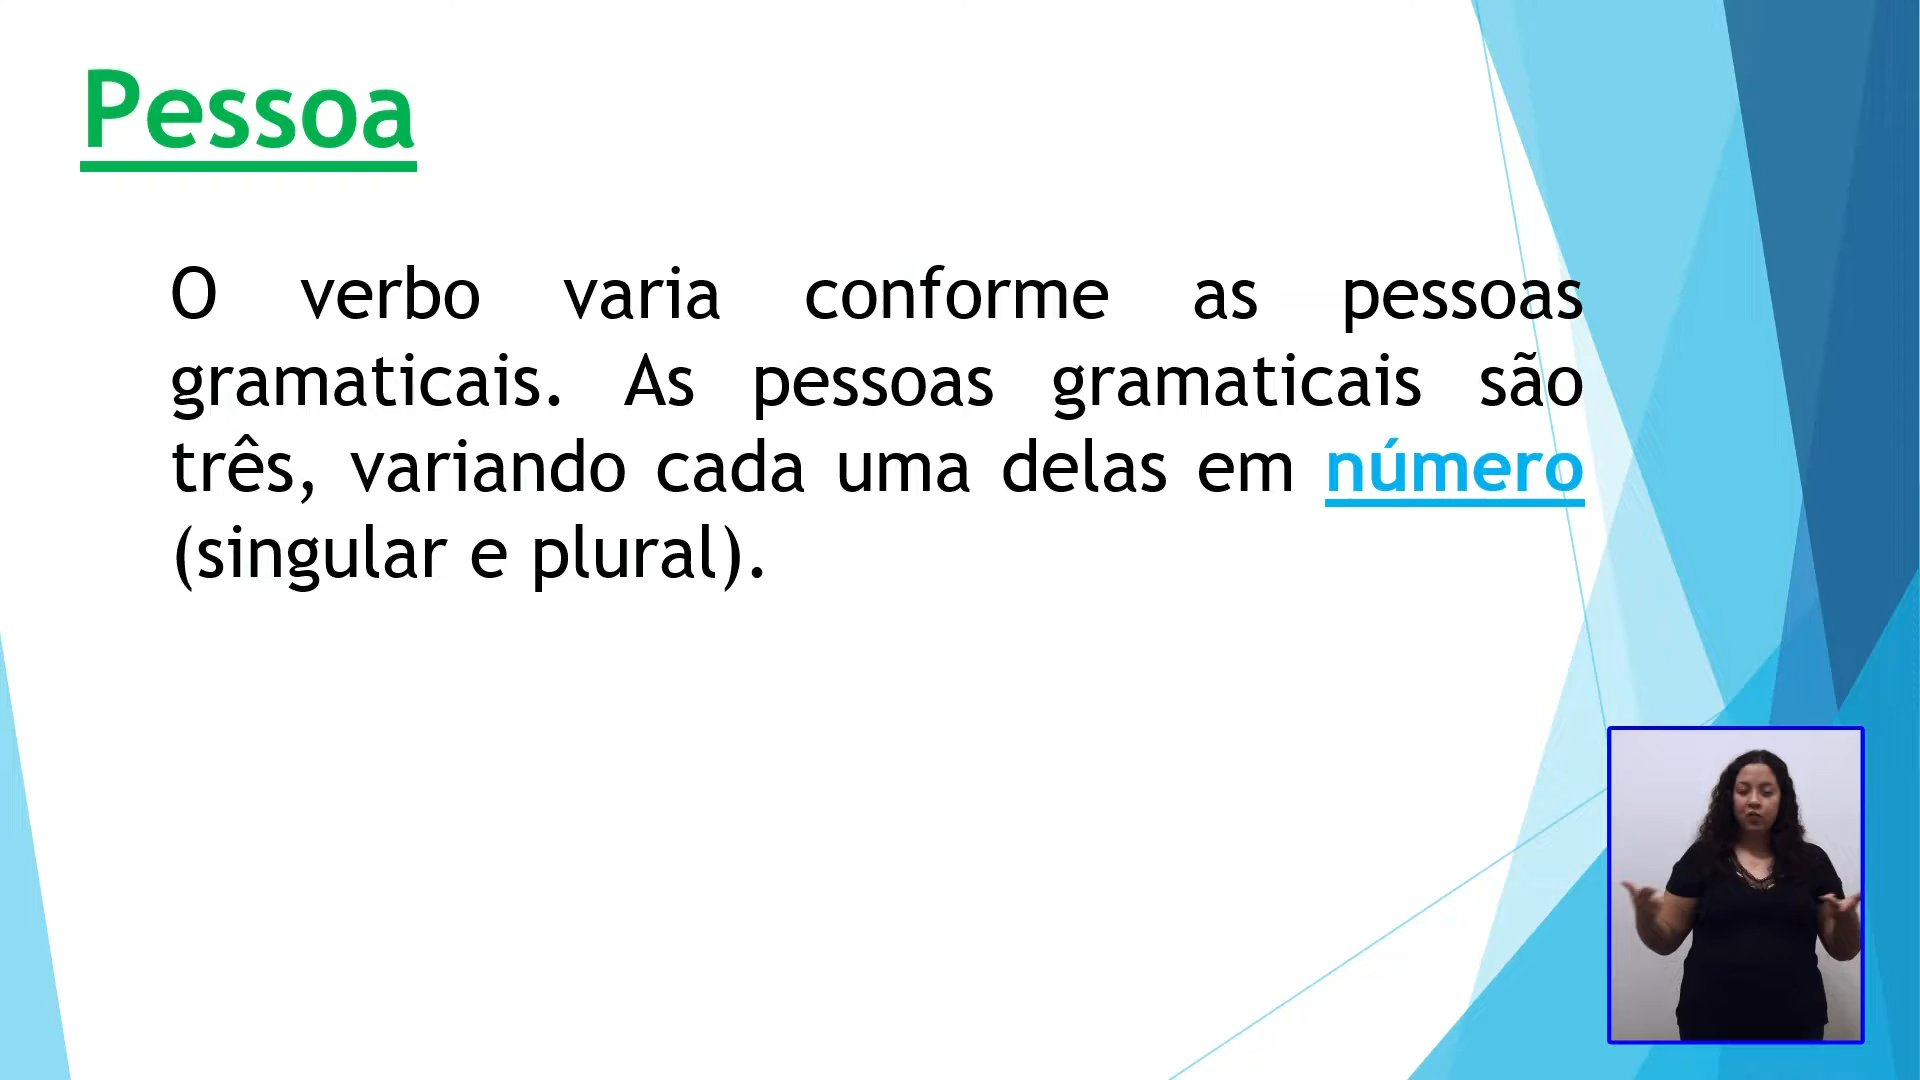 Pessoa
O verbo varia conforme as pessoas
gramaticais. As pessoas gramaticais são
três, variando cada uma delas em número
(singular e plural).